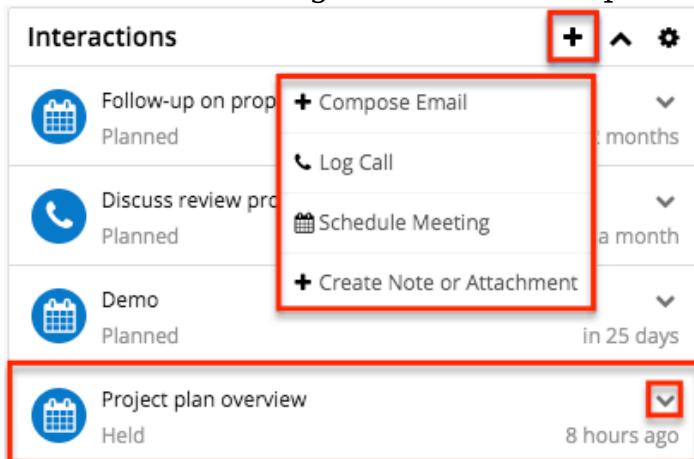 Interactions
Follow-up on prop
Planned
months
Compose Email
Log Call
Schedule Meeting
Create Note or Attachment
Discuss review pro
Planned
a month
Demo
Planned
in 25 days
Project plan overview
Held
8 hours ago